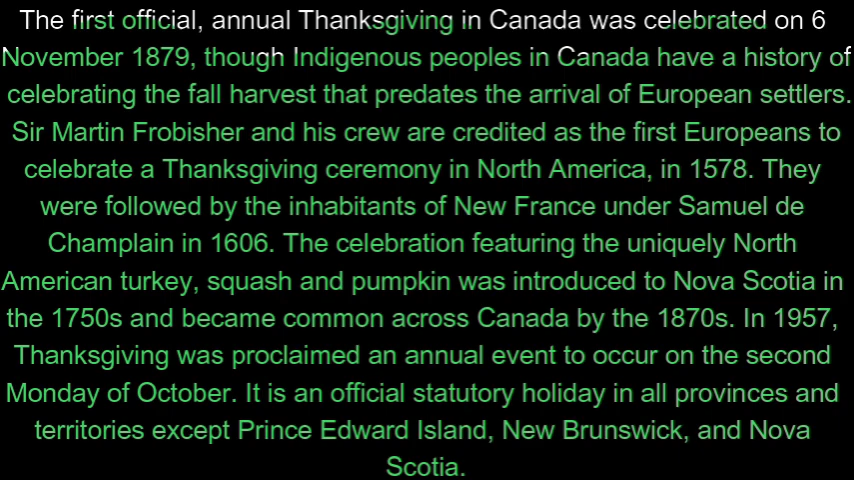 The first official, annual Thanksgiving in Canada was celebrated on 6
November 1879, though Indigenous peoples in Canada have a history of
celebrating the fall harvest that predates the arrival of European settlers.
Sir Martin Frobisher and his crew are credited as the first Europeans to
celebrate a Thanksgiving ceremony in North America, in 1578. They
were followed by the inhabitants of New France under Samuel de
Champlain in 1606. The celebration featuring the uniquely North
American turkey, squash and pumpkin was introduced to Nova Scotia in
the 1750s and became common across Canada by the 1870s. In 1957,
Thanksgiving was proclaimed an annual event to occur on the second
Monday of October. It is an official statutory holiday in all provinces and
territories except Prince Edward Island, New Brunswick, and Nova
Scotia.